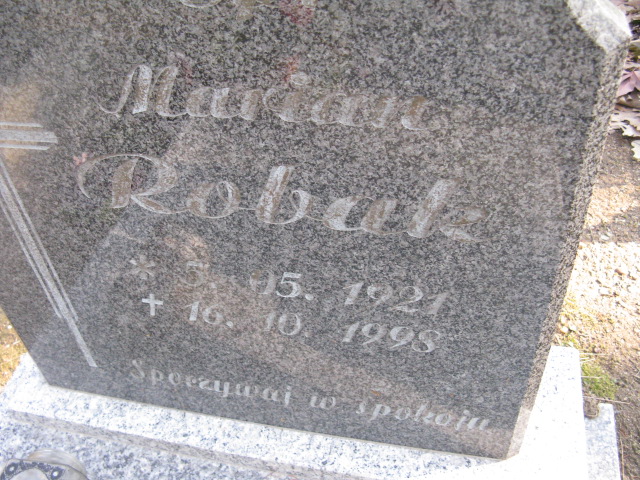 Marian
Robak
* 5. 05. 1921
✝ 16. 10. 1998
Spoczywaj w spokoju